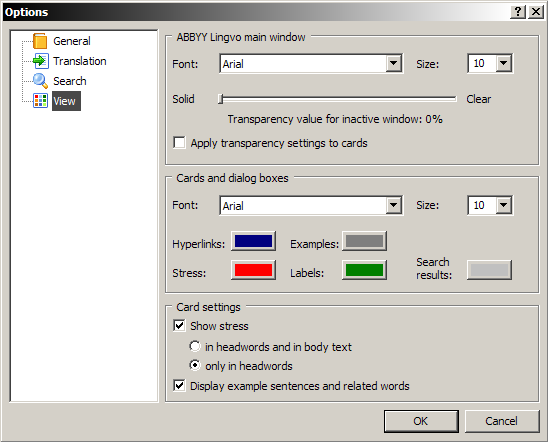 Options
General
Translation
Search
View
ABBYY Lingvo main window
Font: Arial Size: 10
Solid Clear
Transparency value for inactive window: 0%
Apply transparency settings to cards
Cards and dialog boxes
Font: Arial Size: 10
Hyperlinks: Examples:
Stress: Labels: Search
results:
Card settings
Show stress
in headwords and in body text
only in headwords
Display example sentences and related words
OK Cancel